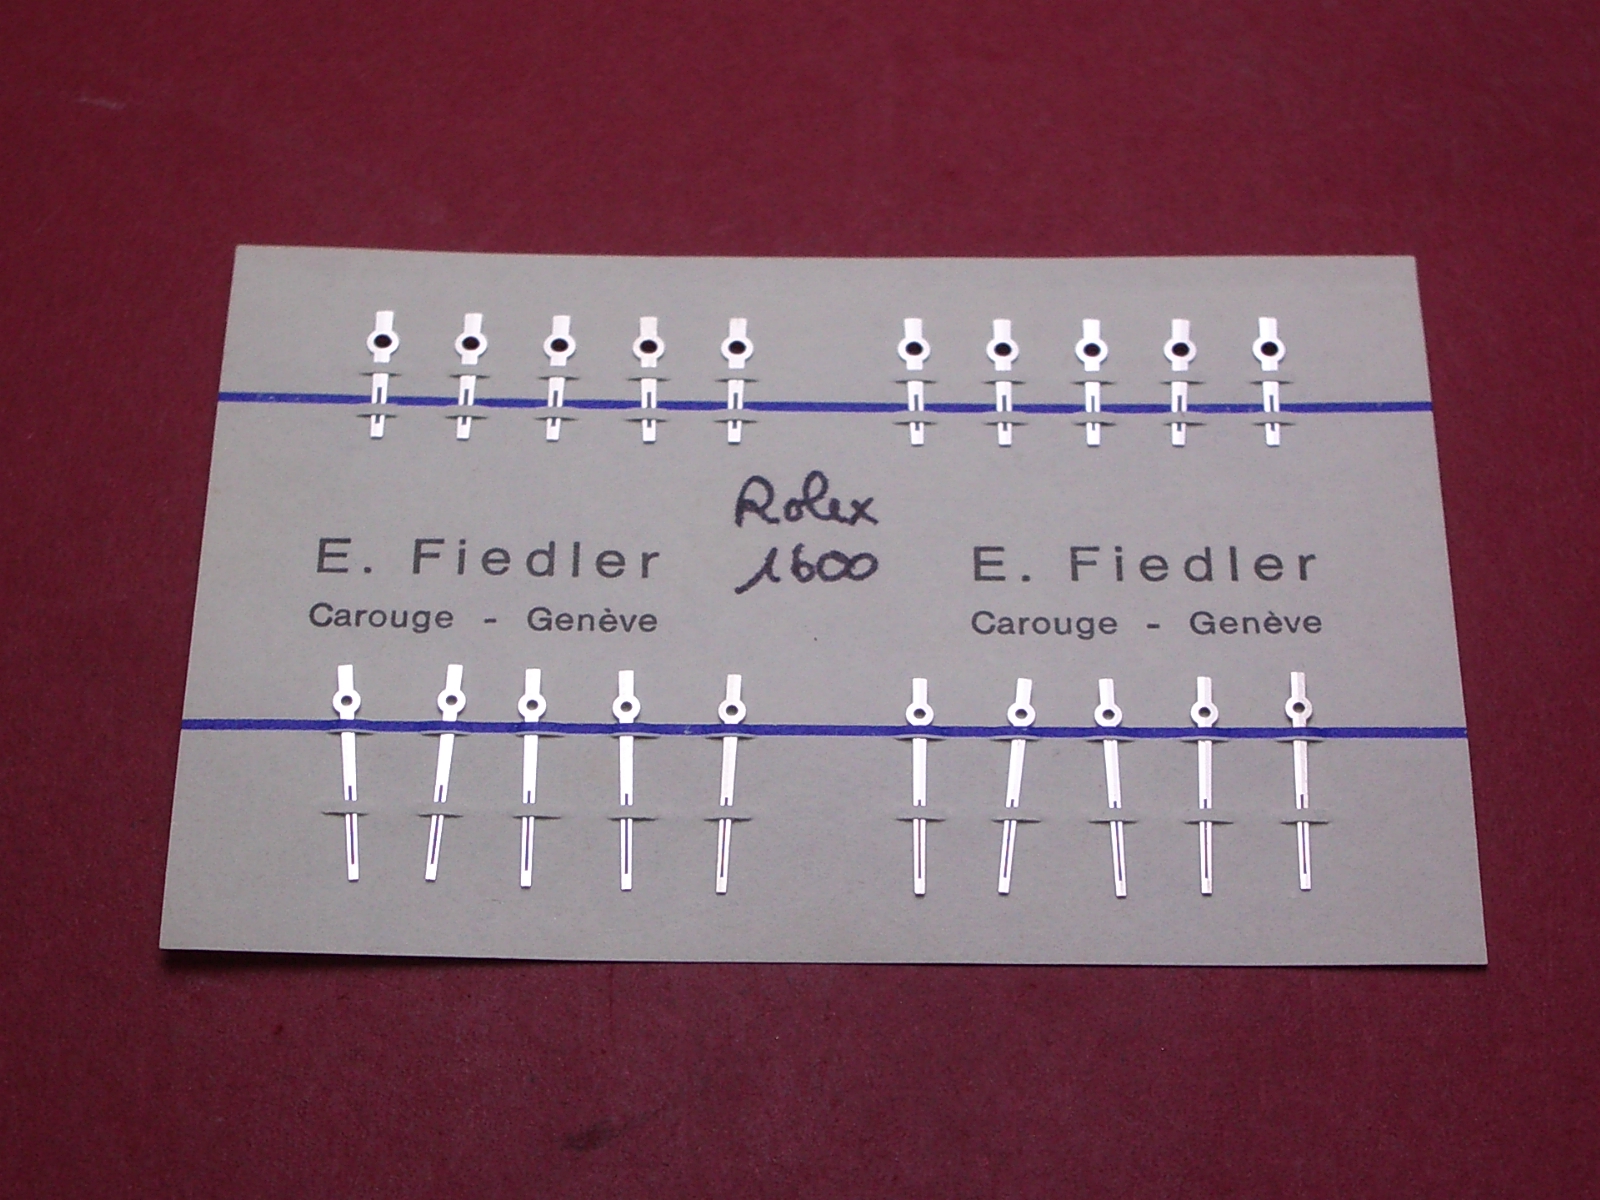 Rolex
1600
E. Fiedler
Carouge - Genève
E. Fiedler
Carouge - Genève